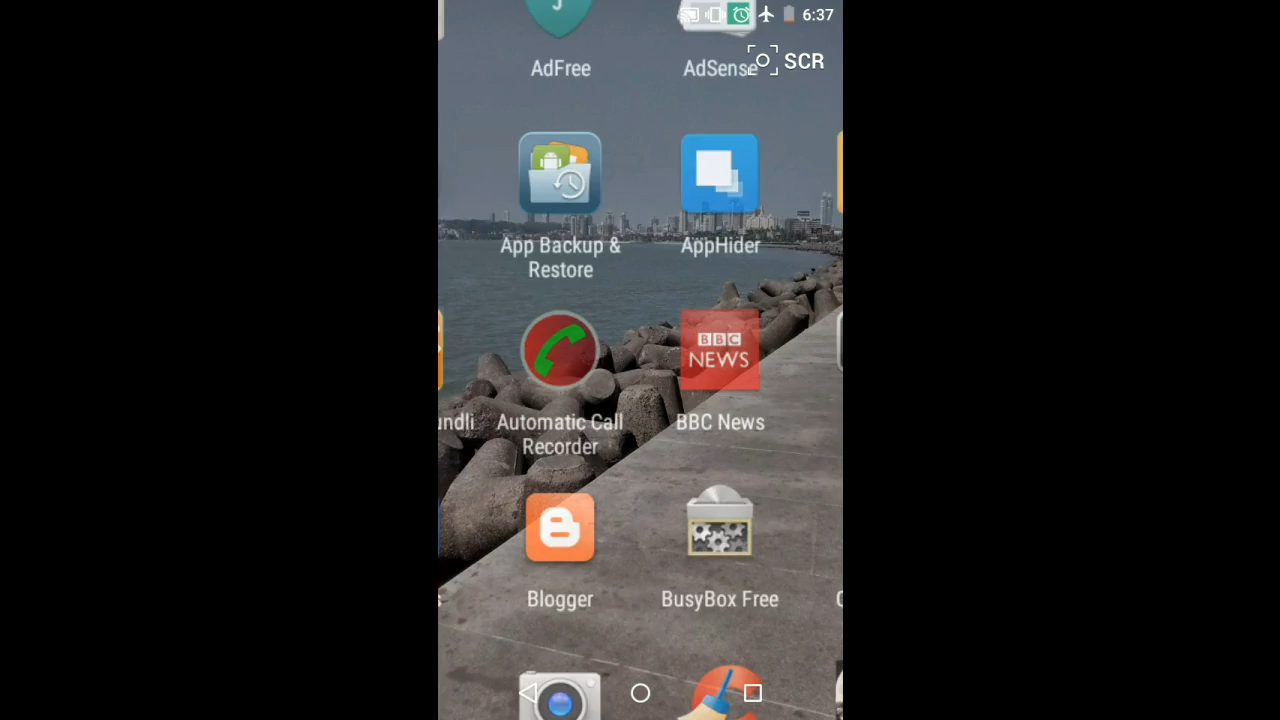 6:37
SCR
AdFree
AdSense
App Backup &
Restore
AppHider
BBC
NEWS
undli
Automatic Call
Recorder
BBC News
Blogger
BusyBox Free